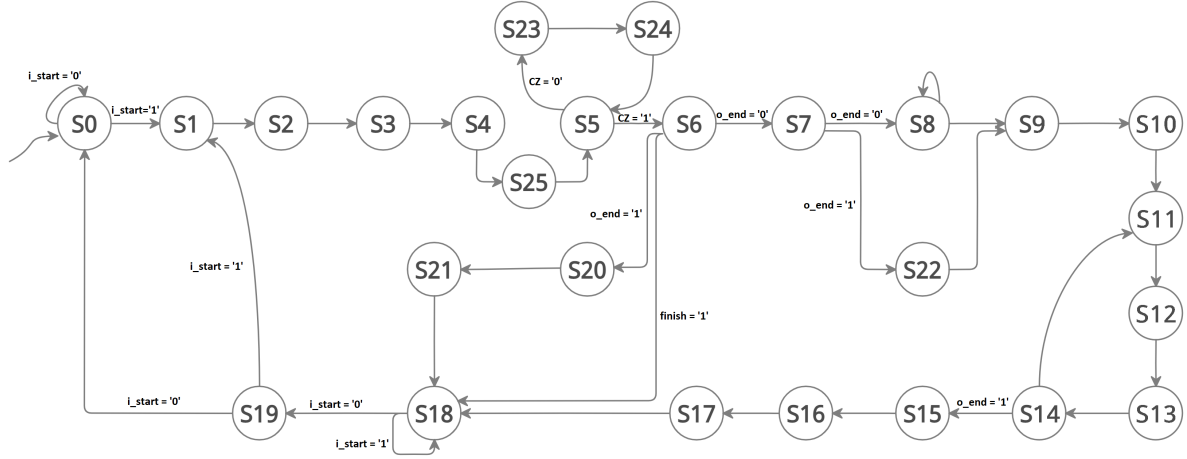 S23
S24
i_start = '0'
CZ = '0'
i_start='1'
CZ = '1'
o_end = '0'
o_end = '0'
S0
S1
S2
S3
S4
S5
S6
S7
S8
S9
S10
S25
o_end = '1'
o_end = '1'
S11
i_start = '1'
S21
S20
S22
finish = '1'
S12
i_start = '0'
i_start = '0'
o_end = '1'
S19
S18
S17
S16
S15
S14
S13
i_start = '1'